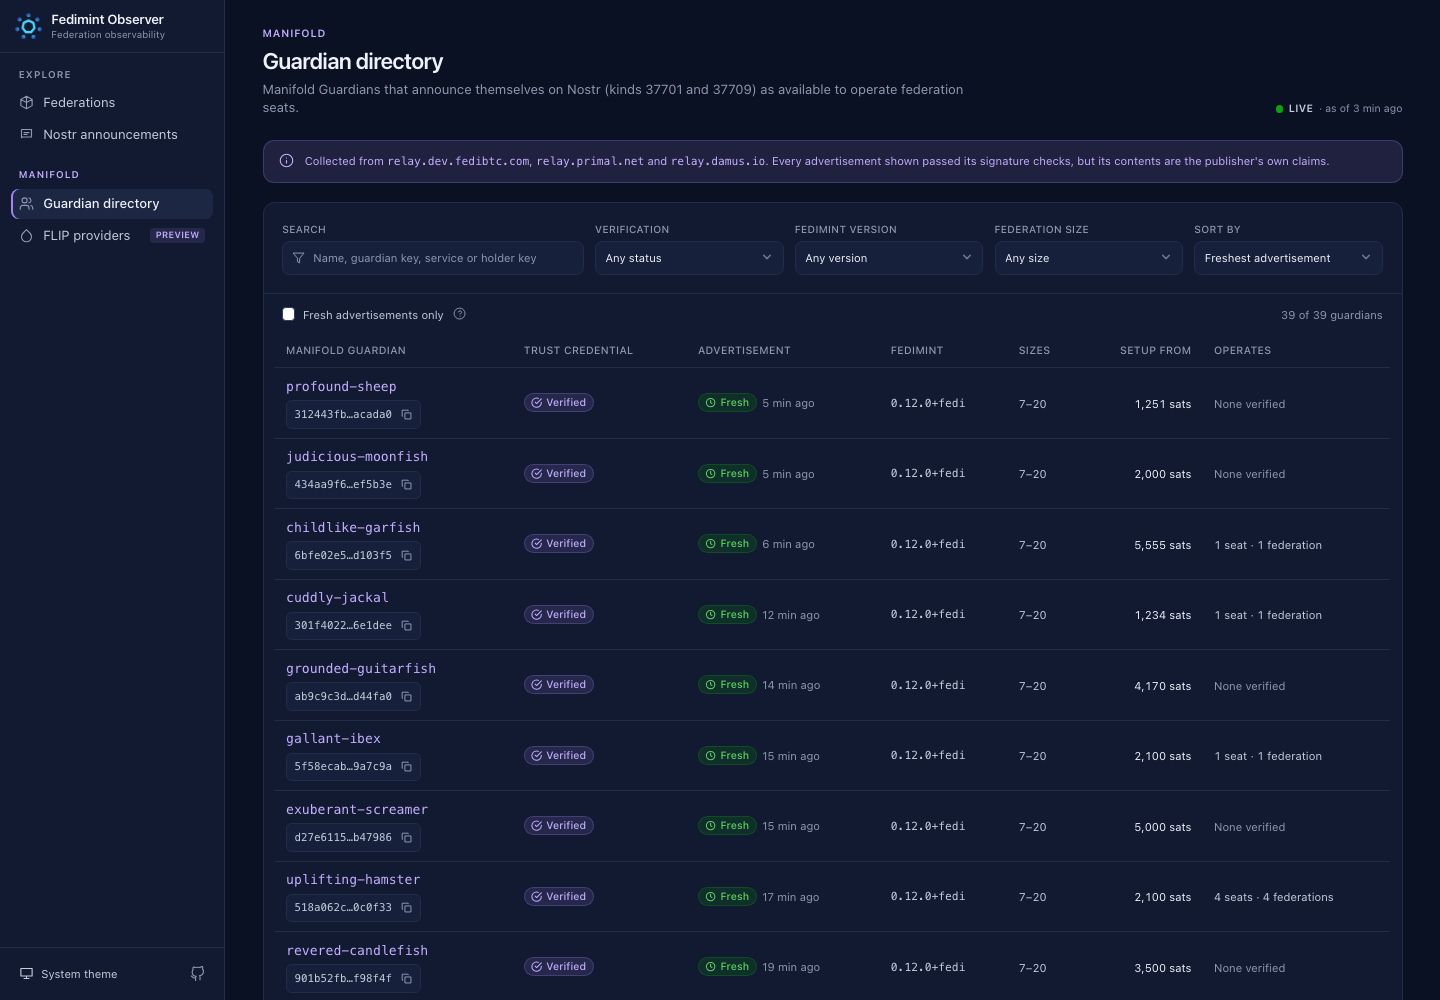 Fedimint Observer
Federation observability
EXPLORE
Federations
Nostr announcements
MANIFOLD
Guardian directory
FLIP providers PREVIEW
System theme
MANIFOLD
Guardian directory
Manifold Guardians that announce themselves on Nostr (kinds 37701 and 37709) as available to operate federation
seats.
LIVE · as of 3 min ago
Collected from relay.dev.fedibtc.com, relay.primal.net and relay.damus.io. Every advertisement shown passed its signature checks, but its contents are the publisher's own claims.
SEARCH VERIFICATION FEDIMINT VERSION FEDERATION SIZE SORT BY
Name, guardian key, service or holder key Any status Any version Any size Freshest advertisement
Fresh advertisements only 39 of 39 guardians
MANIFOLD GUARDIAN TRUST CREDENTIAL ADVERTISEMENT FEDIMINT SIZES SETUP FROM OPERATES
profound-sheep
312443fb…acada0 Verified Fresh 5 min ago 0.12.0+fedi 7–20 1,251 sats None verified
judicious-moonfish
434aa9f6…ef5b3e Verified Fresh 5 min ago 0.12.0+fedi 7–20 2,000 sats None verified
childlike-garfish
6bfe02e5…d103f5 Verified Fresh 6 min ago 0.12.0+fedi 7–20 5,555 sats 1 seat · 1 federation
cuddly-jackal
301f4022…6e1dee Verified Fresh 12 min ago 0.12.0+fedi 7–20 1,234 sats 1 seat · 1 federation
grounded-guitarfish
ab9c9c3d…d44fa0 Verified Fresh 14 min ago 0.12.0+fedi 7–20 4,170 sats None verified
gallant-ibex
5f58ecab…9a7c9a Verified Fresh 15 min ago 0.12.0+fedi 7–20 2,100 sats 1 seat · 1 federation
exuberant-screamer
d27e6115…b47986 Verified Fresh 15 min ago 0.12.0+fedi 7–20 5,000 sats None verified
uplifting-hamster
518a062c…0c0f33 Verified Fresh 17 min ago 0.12.0+fedi 7–20 2,100 sats 4 seats · 4 federations
revered-candlefish
901b52fb…f98f4f Verified Fresh 19 min ago 0.12.0+fedi 7–20 3,500 sats None verified